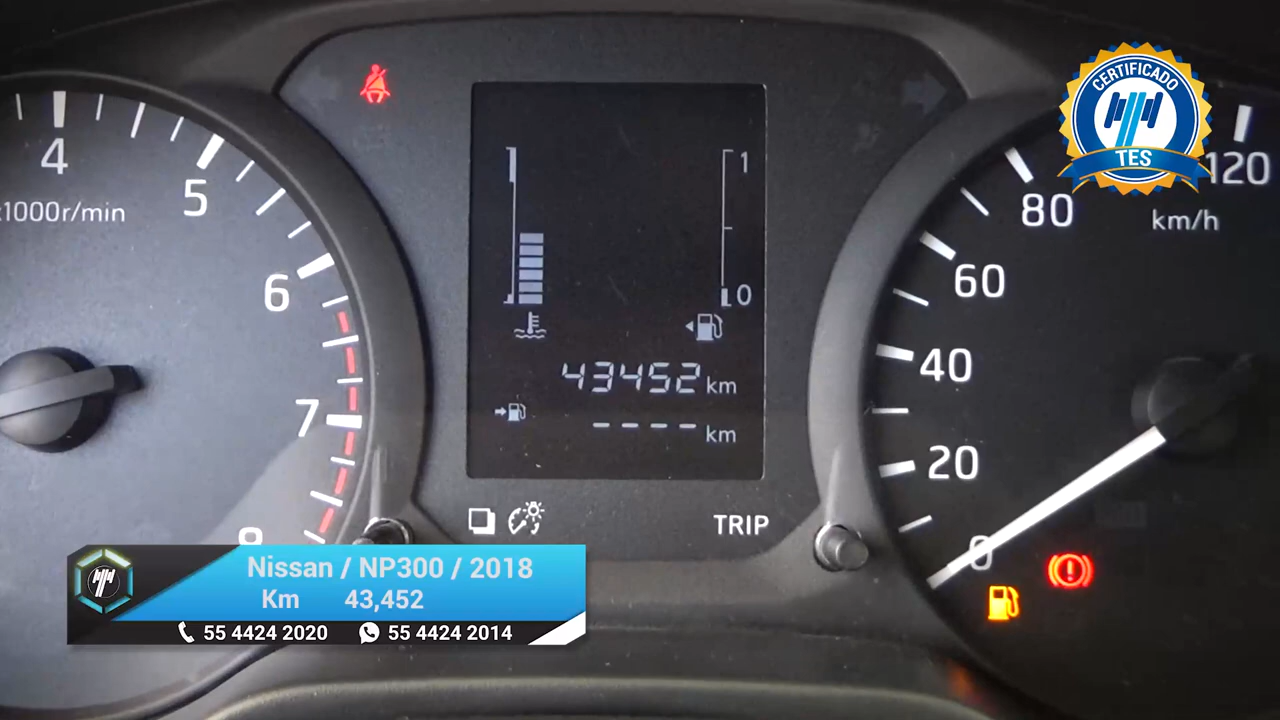 CERTIFICADO
TES
4
5
x1000r/min
6
7
8
1
0
43452 km
---- km
TRIP
120
km/h
80
60
40
20
0
Nissan / NP300 / 2018
Km 43,452
55 4424 2020 55 4424 2014